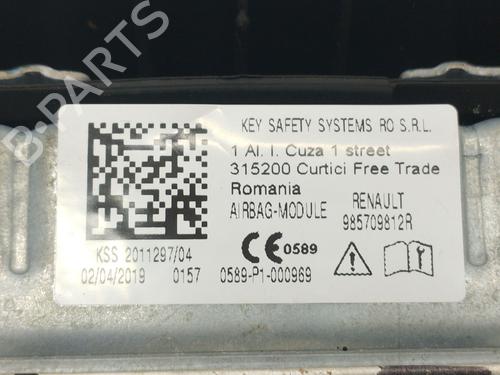 KEY SAFETY SYSTEMS RO S.R.L.
1 Al. I. Cuza 1 street
315200 Curtici Free Trade
Romania
AIRBAG-MODULE RENAULT
985709812R
CE 0589
KSS 2011297/04
02/04/2019 0157 0589-P1-000969
B-Parts